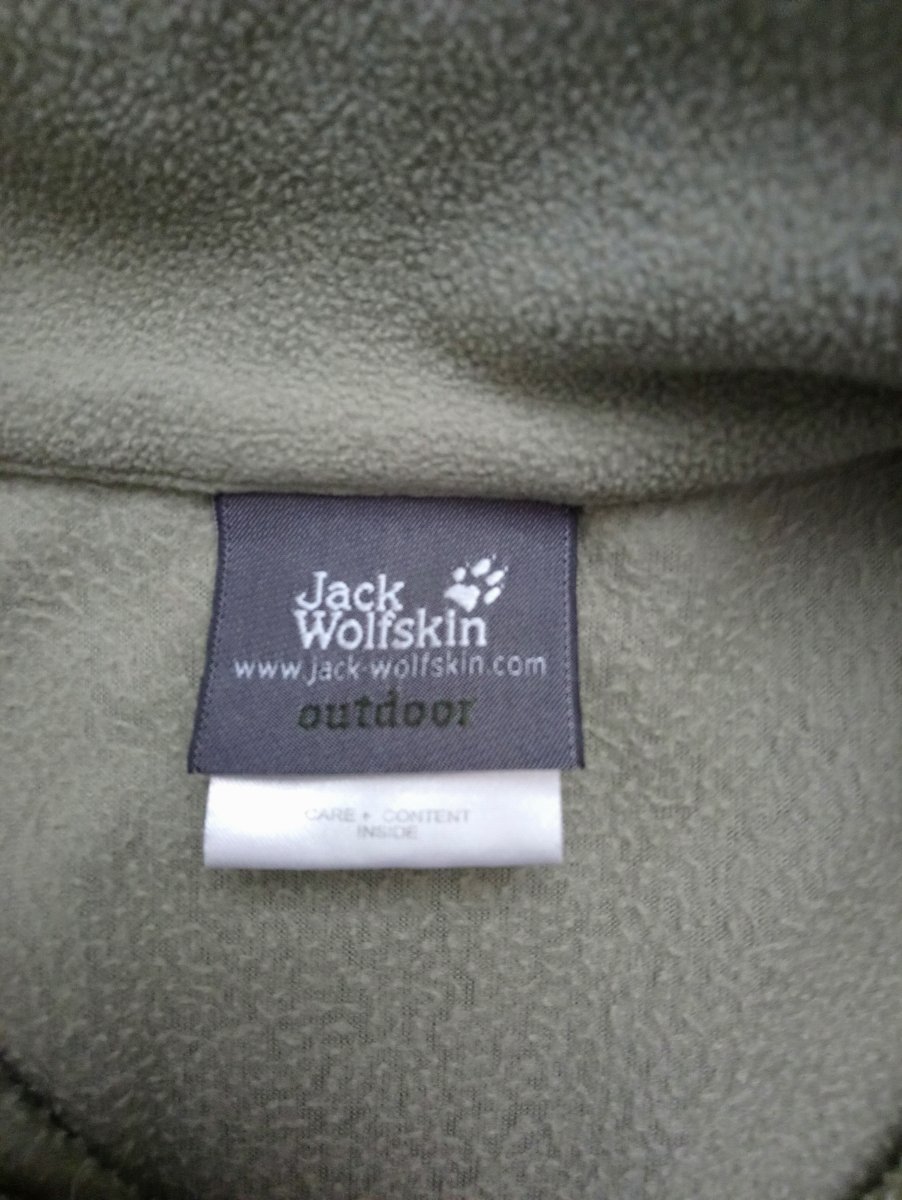 Jack
Wolfskin
www.jack-wolfskin.com
outdoor
CARE + CONTENT
INSIDE